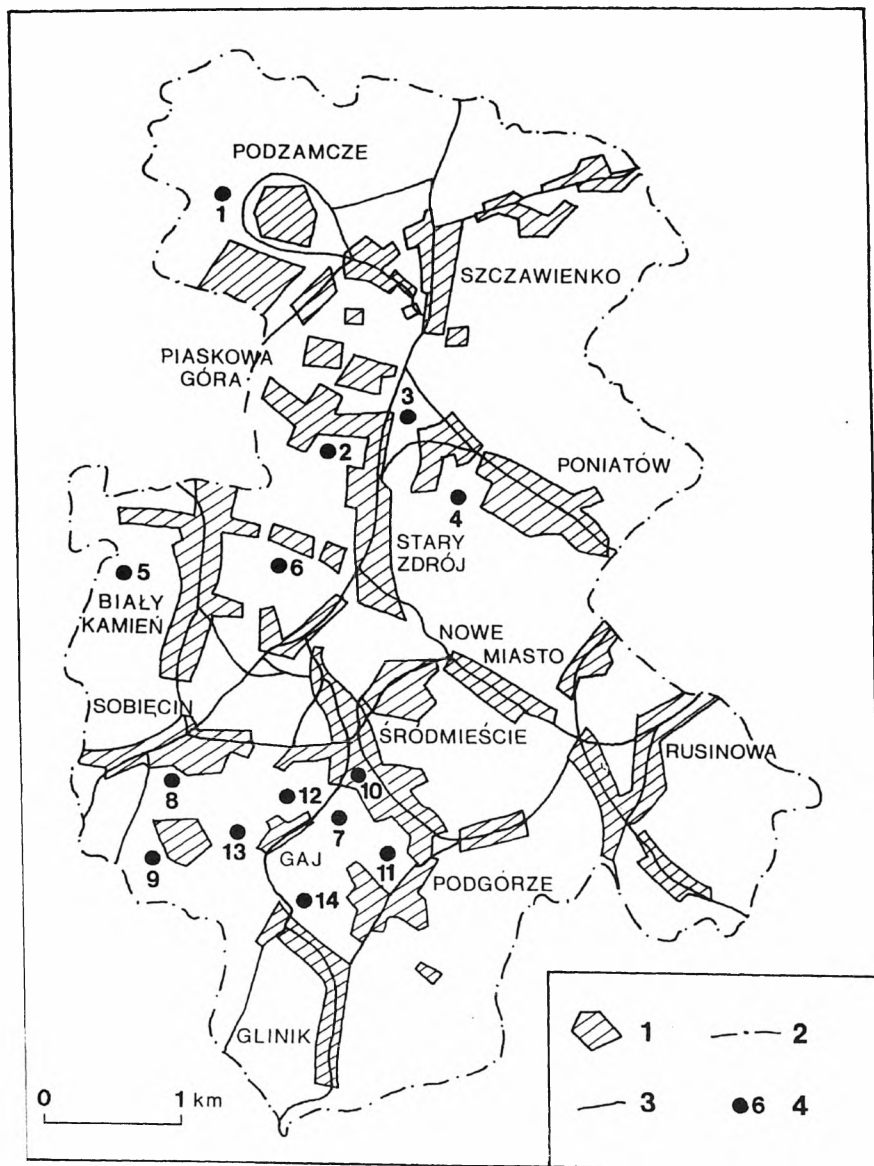 PODZAMCZE
1
SZCZAWIENKO
PIASKOWA
GÓRA
3
2
PONIATÓW
4
STARY
ZDRÓJ
6
5
BIAŁY
KAMIEŃ
NOWE
MIASTO
SOBIĘCIN
ŚRÓDMIEŚCIE
RUSINOWA
10
8
12
7
13
GAJ
11
9
PODGÓRZE
14
GLINIK
1
2
3
6
4
0
1 km